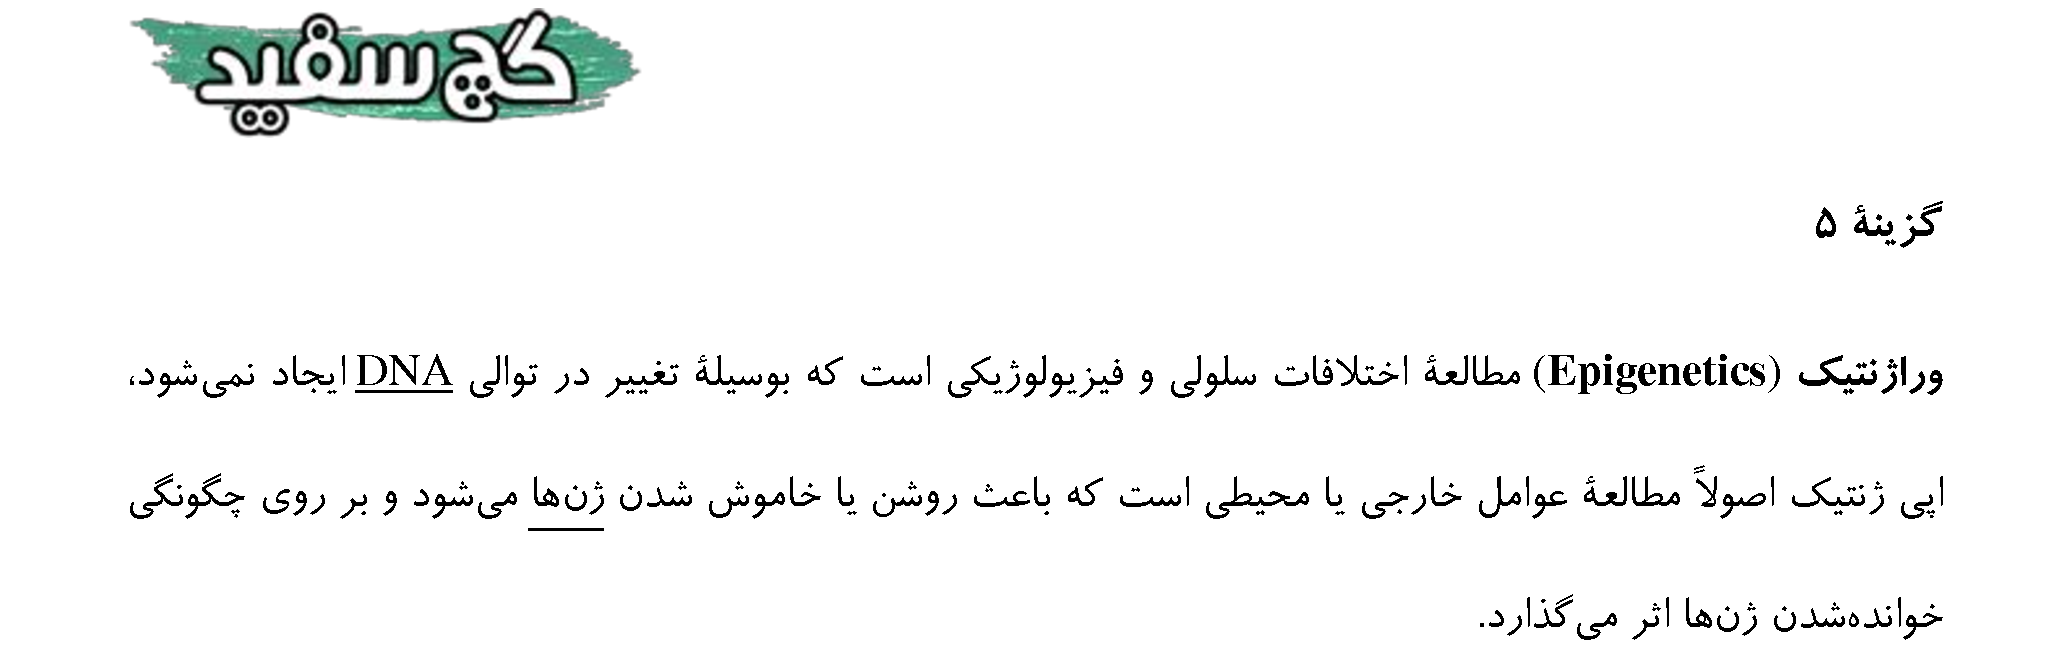 گچ سفید
گزینهٔ ۵
وراژنتیک (Epigenetics) مطالعهٔ اختلافات سلولی و فیزیولوژیکی است که بوسیلهٔ تغییر در توالی DNA ایجاد نمی‌شود،
اپی ژنتیک اصولاً مطالعهٔ عوامل خارجی یا محیطی است که باعث روشن یا خاموش شدن ژن‌ها می‌شود و بر روی چگونگی
خوانده‌شدن ژن‌ها اثر می‌گذارد.